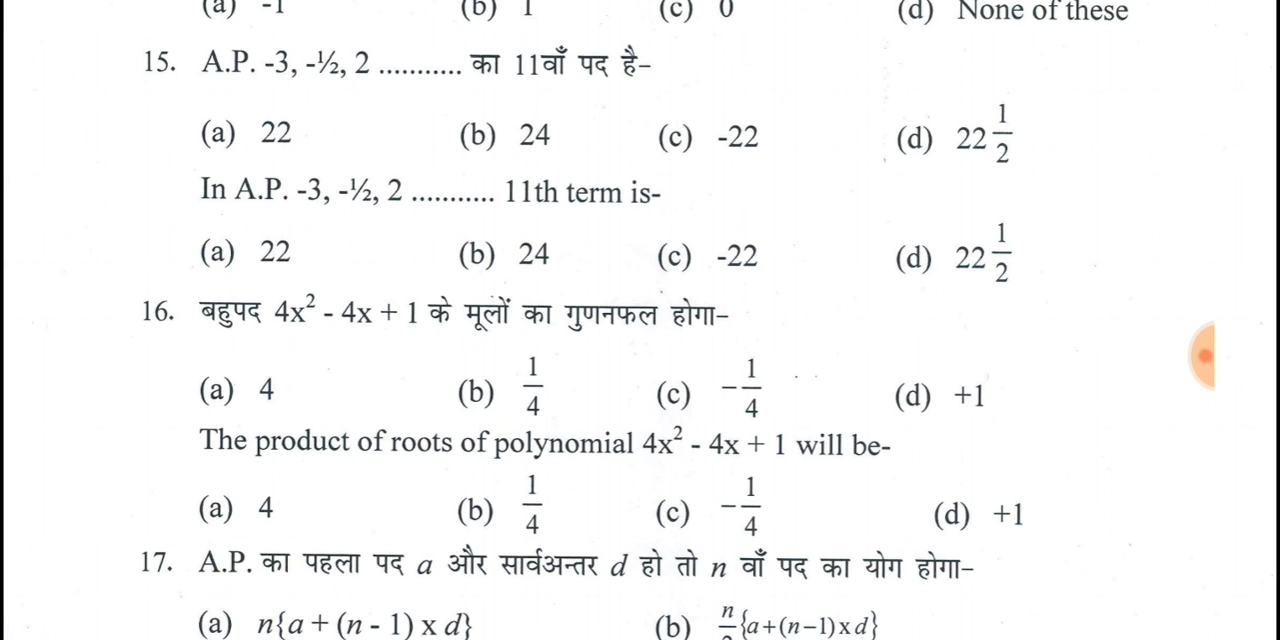 (a) -1 (b) 1 (c) 0 (d) None of these
15. A.P. -3, -½, 2 ........... का 11वाँ पद है-
(a) 22 (b) 24 (c) -22 (d) 22 1/2
In A.P. -3, -½, 2 ........... 11th term is-
(a) 22 (b) 24 (c) -22 (d) 22 1/2
16. बहुपद 4x² - 4x + 1 के मूलों का गुणनफल होगा-
(a) 4 (b) 1/4 (c) -1/4 (d) +1
The product of roots of polynomial 4x² - 4x + 1 will be-
(a) 4 (b) 1/4 (c) -1/4 (d) +1
17. A.P. का पहला पद a और सार्वअन्तर d हो तो n वाँ पद का योग होगा-
(a) n{a + (n - 1) x d} (b) n/2{a+(n-1)xd}